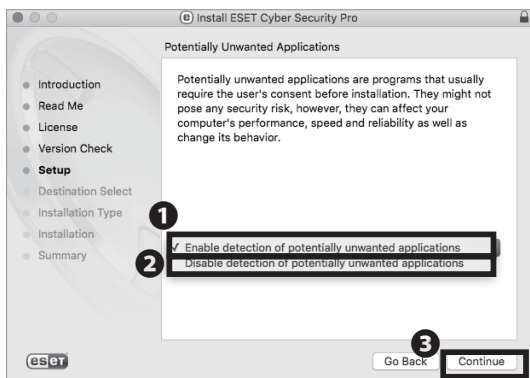 e Install ESET Cyber Security Pro
Potentially Unwanted Applications
Introduction
Read Me
License
Version Check
Setup
Destination Select
Installation Type
Installation
Summary
Potentially unwanted applications are programs that usually
require the user's consent before installation. They might not
pose any security risk, however, they can affect your
computer's performance, speed and reliability as well as
change its behavior.
1
✓ Enable detection of potentially unwanted applications
2
Disable detection of potentially unwanted applications
3
eset
Go Back
Continue